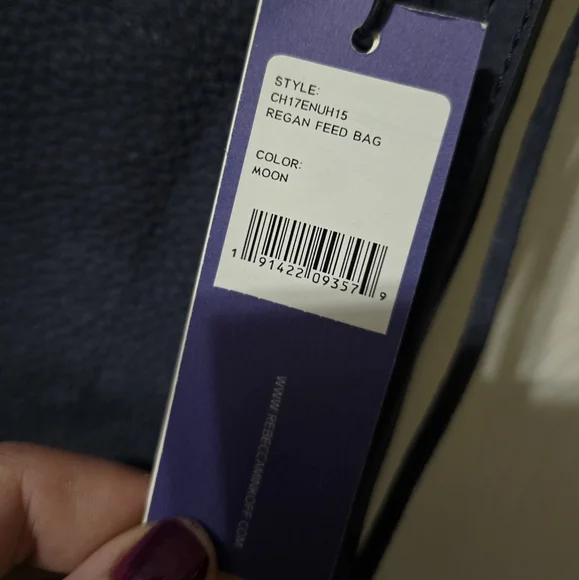 STYLE:
CH17ENUH15
REGAN FEED BAG
COLOR:
MOON
1 91422 09357 9
WWW.REBECCAMINKOFF.COM